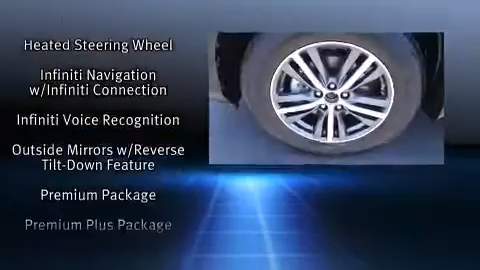 Heated Steering Wheel
Infiniti Navigation
w/Infiniti Connection
Infiniti Voice Recognition
Outside Mirrors w/Reverse
Tilt-Down Feature
Premium Package
Premium Plus Package